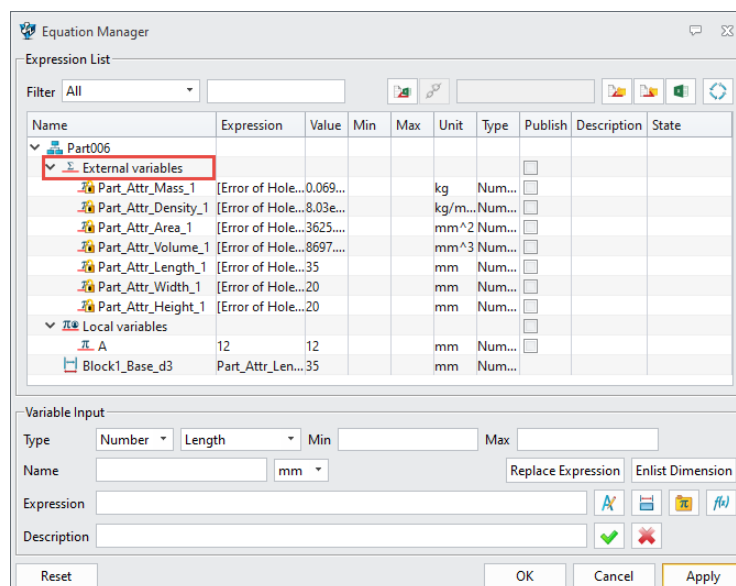 Equation Manager
Expression List
Filter All
Name Expression Value Min Max Unit Type Publish Description State
Part006
External variables
Part_Attr_Mass_1 [Error of Hole... 0.069... kg Num...
Part_Attr_Density_1 [Error of Hole... 8.03e... kg/m... Num...
Part_Attr_Area_1 [Error of Hole... 3625.... mm^2 Num...
Part_Attr_Volume_1 [Error of Hole... 8697.... mm^3 Num...
Part_Attr_Length_1 [Error of Hole... 35 mm Num...
Part_Attr_Width_1 [Error of Hole... 20 mm Num...
Part_Attr_Height_1 [Error of Hole... 20 mm Num...
Local variables
A 12 12 mm Num...
Block1_Base_d3 Part_Attr_Len... 35 mm Num...
Variable Input
Type Number Length Min Max
Name mm Replace Expression Enlist Dimension
Expression f(x)
Description
Reset OK Cancel Apply